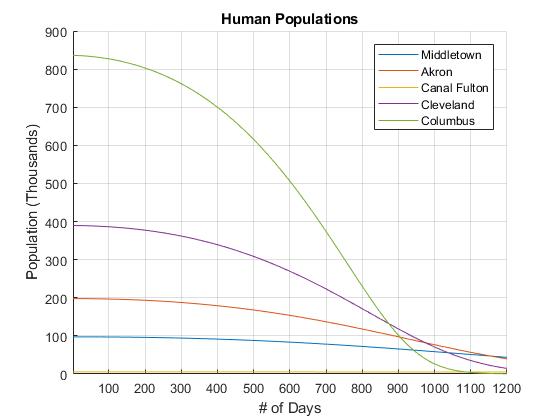 Human Populations
900
800
700
600
500
400
300
200
100
0
Population (Thousands)
Middletown
Akron
Canal Fulton
Cleveland
Columbus
100 200 300 400 500 600 700 800 900 1000 1100 1200
# of Days